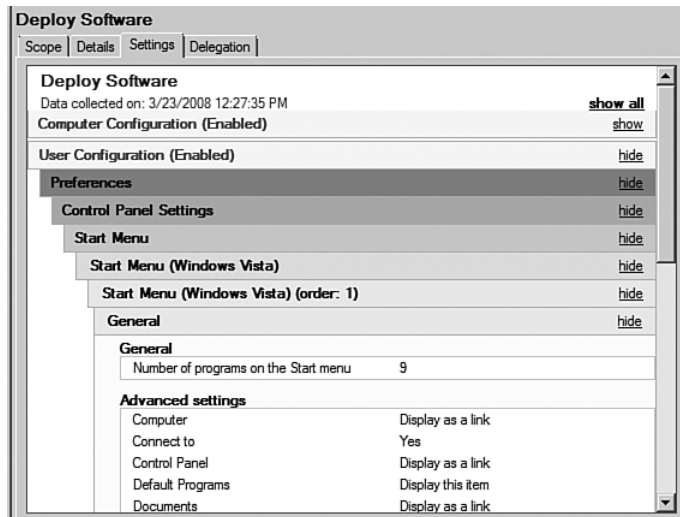 Deploy Software
Scope Details Settings Delegation
Deploy Software
Data collected on: 3/23/2008 12:27:35 PM show all
Computer Configuration (Enabled) show
User Configuration (Enabled) hide
Preferences hide
Control Panel Settings hide
Start Menu hide
Start Menu (Windows Vista) hide
Start Menu (Windows Vista) (order: 1) hide
General hide
General
Number of programs on the Start menu 9
Advanced settings
Computer Display as a link
Connect to Yes
Control Panel Display as a link
Default Programs Display this item
Documents Display as a link